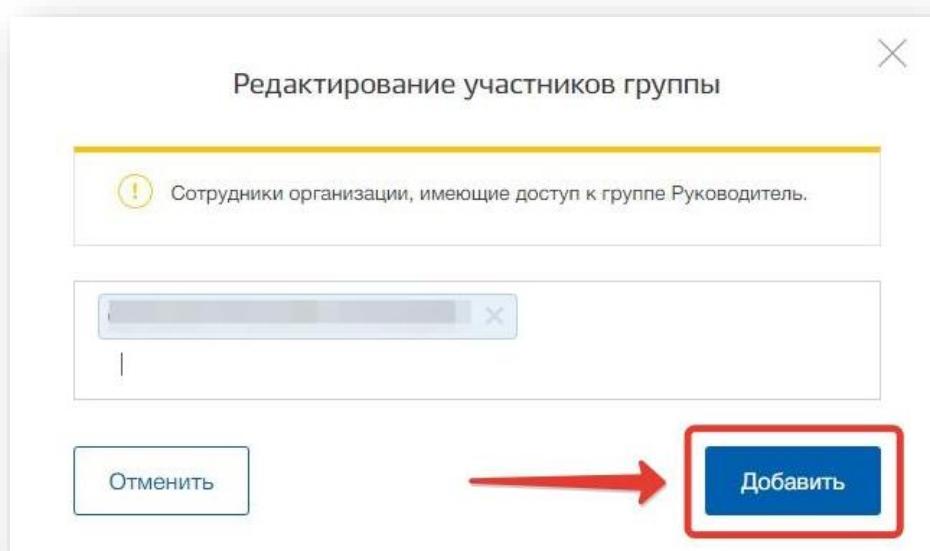 Редактирование участников группы
Сотрудники организации, имеющие доступ к группе Руководитель.
Отменить
Добавить